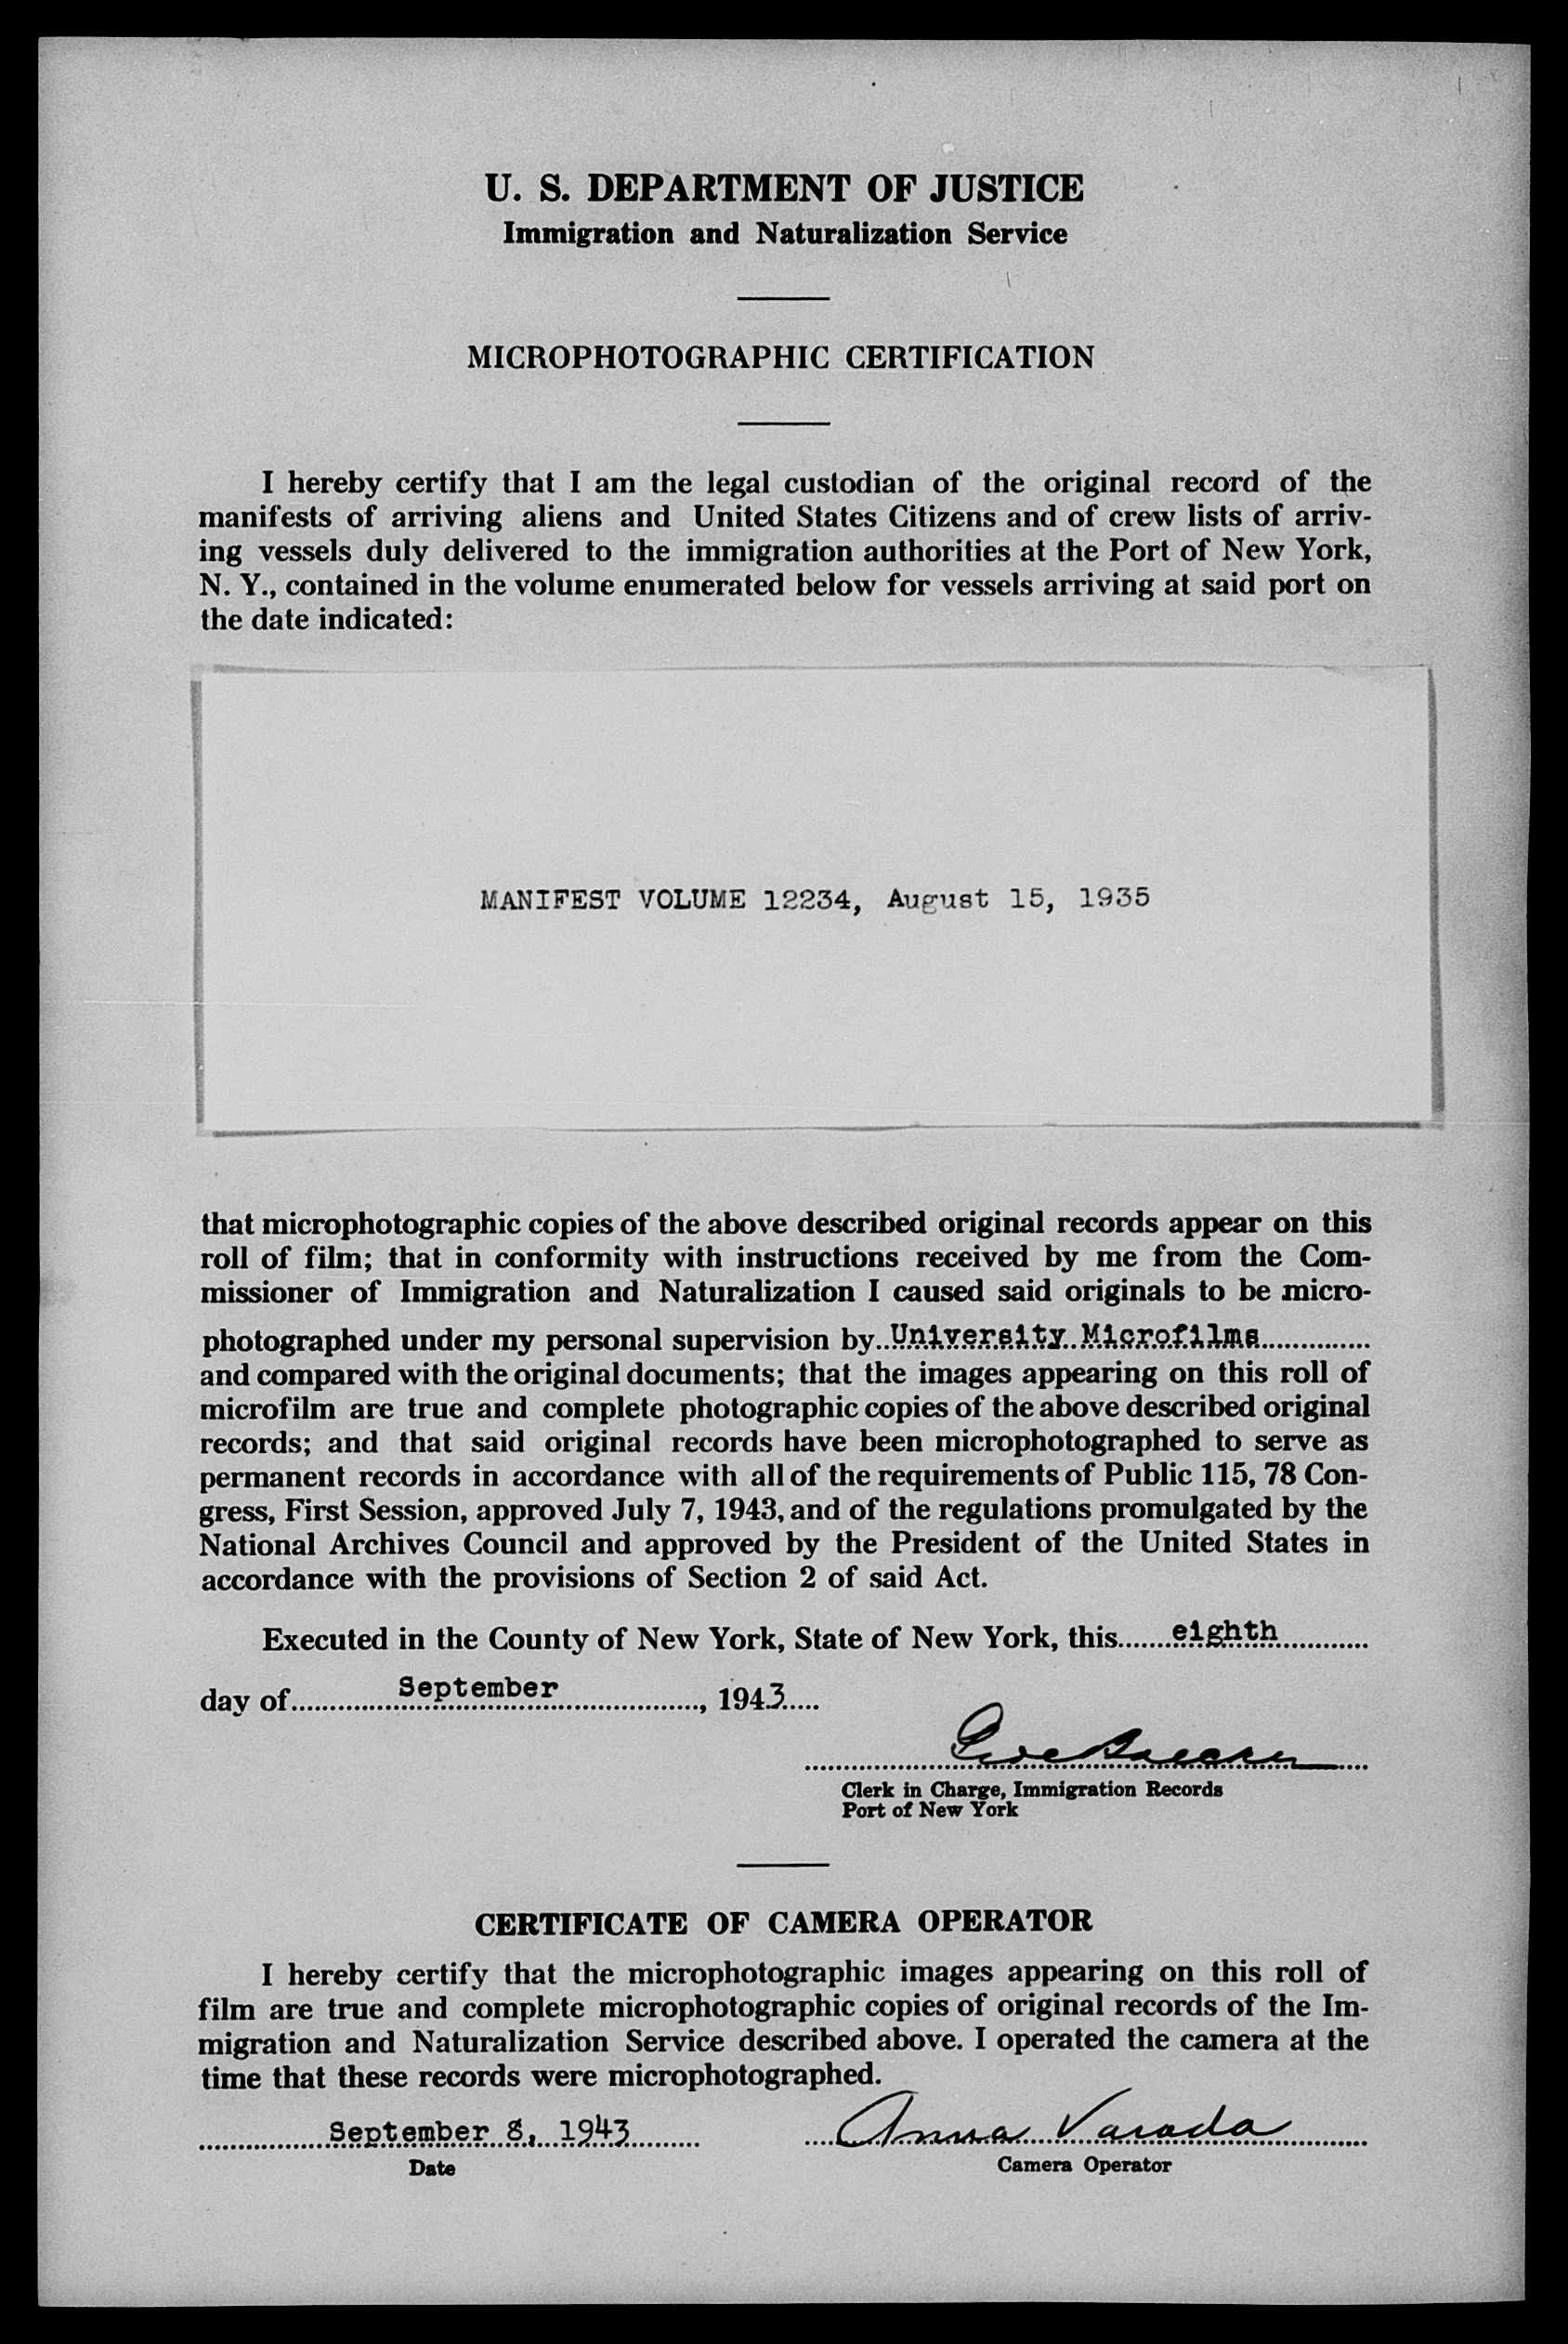 U. S. DEPARTMENT OF JUSTICE
Immigration and Naturalization Service
MICROPHOTOGRAPHIC CERTIFICATION
I hereby certify that I am the legal custodian of the original record of the
manifests of arriving aliens and United States Citizens and of crew lists of arriv-
ing vessels duly delivered to the immigration authorities at the Port of New York,
N. Y., contained in the volume enumerated below for vessels arriving at said port on
the date indicated:
MANIFEST VOLUME 12234, August 15, 1935
that microphotographic copies of the above described original records appear on this
roll of film; that in conformity with instructions received by me from the Com-
missioner of Immigration and Naturalization I caused said originals to be micro-
photographed under my personal supervision by University Microfilms
and compared with the original documents; that the images appearing on this roll of
microfilm are true and complete photographic copies of the above described original
records; and that said original records have been microphotographed to serve as
permanent records in accordance with all of the requirements of Public 115, 78 Con-
gress, First Session, approved July 7, 1943, and of the regulations promulgated by the
National Archives Council and approved by the President of the United States in
accordance with the provisions of Section 2 of said Act.
Executed in the County of New York, State of New York, this eighth
day of September, 1943
Clerk in Charge, Immigration Records
Port of New York
CERTIFICATE OF CAMERA OPERATOR
I hereby certify that the microphotographic images appearing on this roll of
film are true and complete microphotographic copies of original records of the Im-
migration and Naturalization Service described above. I operated the camera at the
time that these records were microphotographed.
September 8, 1943 Anna Varada
Date Camera Operator